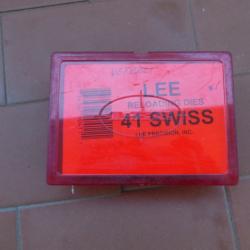 LEE
RELOADING DIES
41 SWISS
LEE PRECISION, INC.